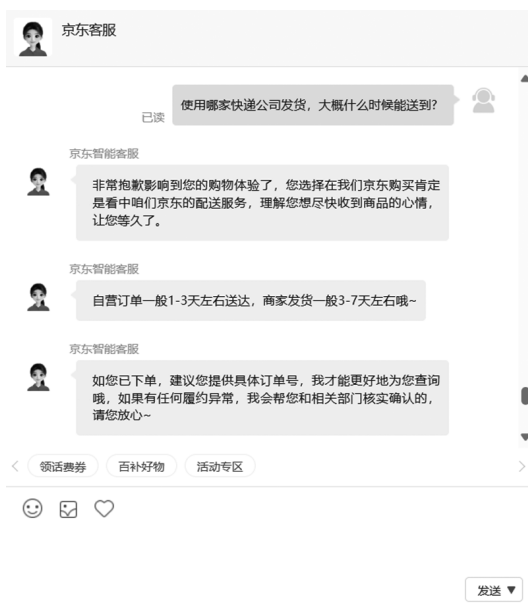 京东客服
使用哪家快递公司发货，大概什么时候能送到?
已读
京东智能客服
非常抱歉影响到您的购物体验了，您选择在我们京东购买肯定
是看中咱们京东的配送服务，理解您想尽快收到商品的心情，
让您等久了。
京东智能客服
自营订单一般1-3天左右送达，商家发货一般3-7天左右哦~
京东智能客服
如您已下单，建议您提供具体订单号，我才能更好地为您查询
哦，如果有任何履约异常，我会帮您和相关部门核实确认的，
请您放心~
领话费券 百补好物 活动专区
发送